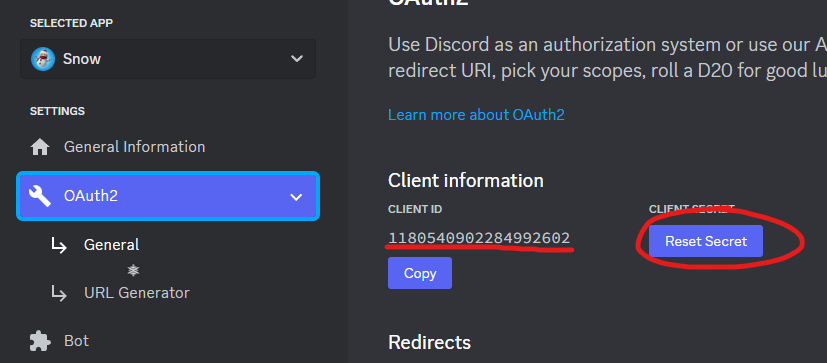 SELECTED APP
Snow
SETTINGS
General Information
OAuth2
General
URL Generator
Bot
OAuth2
Use Discord as an authorization system or use our A
redirect URI, pick your scopes, roll a D20 for good lu
Learn more about OAuth2
Client information
CLIENT ID
CLIENT SECRET
1180540902284992602
Reset Secret
Copy
Redirects